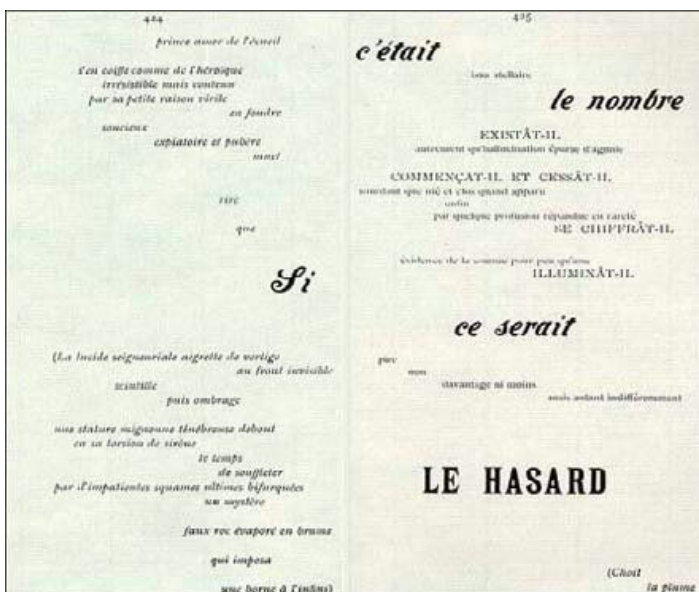 424
prince amer de l'écueil
s'en coiffe comme de l'héroïque
irrésistible mais contenu
par sa petite raison virile
en foudre
soucieux
expiatoire et pubère
muet
rire
que
Si
(La lucide seigneuriale aigrette de vertige
au front invisible
scintille
puis ombrage
une stature mignonne ténébreuse debout
en sa torsion de sirène
le temps
de souffleter
par d'impatientes squames ultimes bifurquées
un mystère
faux roc évaporé en brume
qui imposa
une borne à l'infini)
425
c'était
issu stellaire
le nombre
EXISTÂT-IL
autrement qu'hallucination éparse d'agonie
COMMENÇAT-IL ET CESSÂT-IL
sourdant que nié et clos quand apparu
enfin
par quelque profusion répandue en rareté
SE CHIFFRÂT-IL
évidence de la somme pour peu qu'une
ILLUMINÂT-IL
ce serait
pire
non
davantage ni moins
mais autant indifféremment
LE HASARD
(Choit
la plume